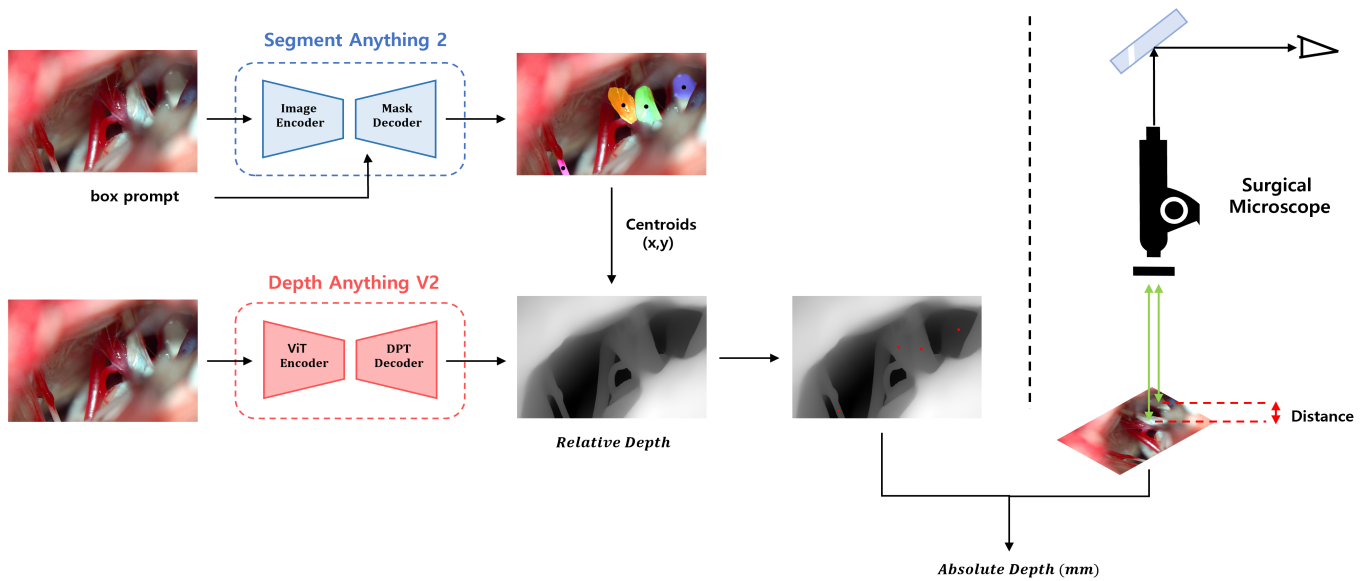 Segment Anything 2
Image
Encoder
Mask
Decoder
box prompt
Centroids
(x,y)
Depth Anything V2
ViT
Encoder
DPT
Decoder
Relative Depth
Surgical
Microscope
Distance
Absolute Depth (mm)